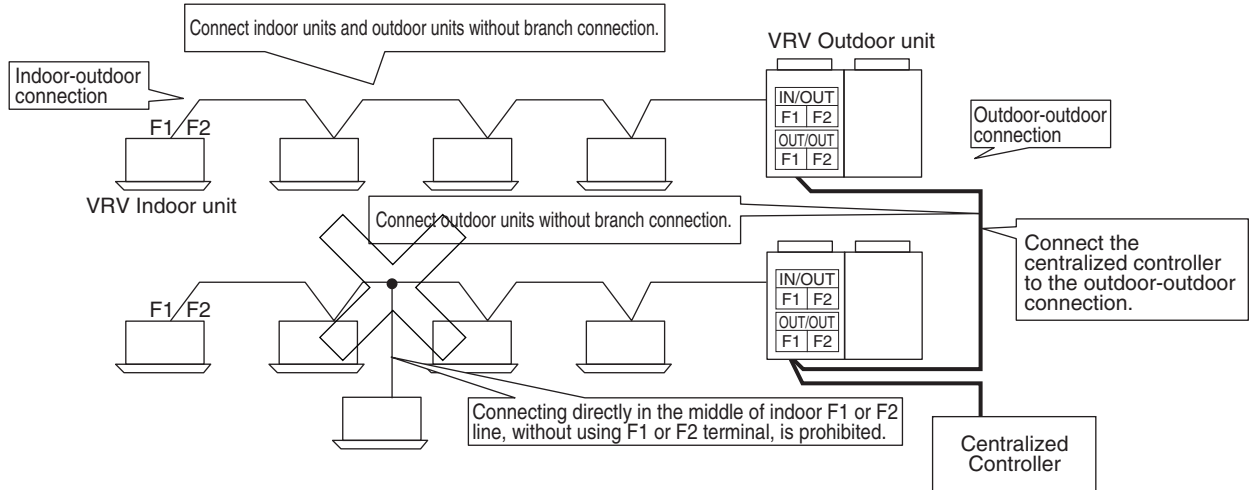 Connect indoor units and outdoor units without branch connection.
VRV Outdoor unit
Indoor-outdoor
connection
F1 F2
IN/OUT
F1 F2
OUT/OUT
F1 F2
Outdoor-outdoor
connection
VRV Indoor unit
Connect outdoor units without branch connection.
Connect the
centralized controller
to the outdoor-outdoor
connection.
F1 F2
IN/OUT
F1 F2
OUT/OUT
F1 F2
Connecting directly in the middle of indoor F1 or F2
line, without using F1 or F2 terminal, is prohibited.
Centralized
Controller